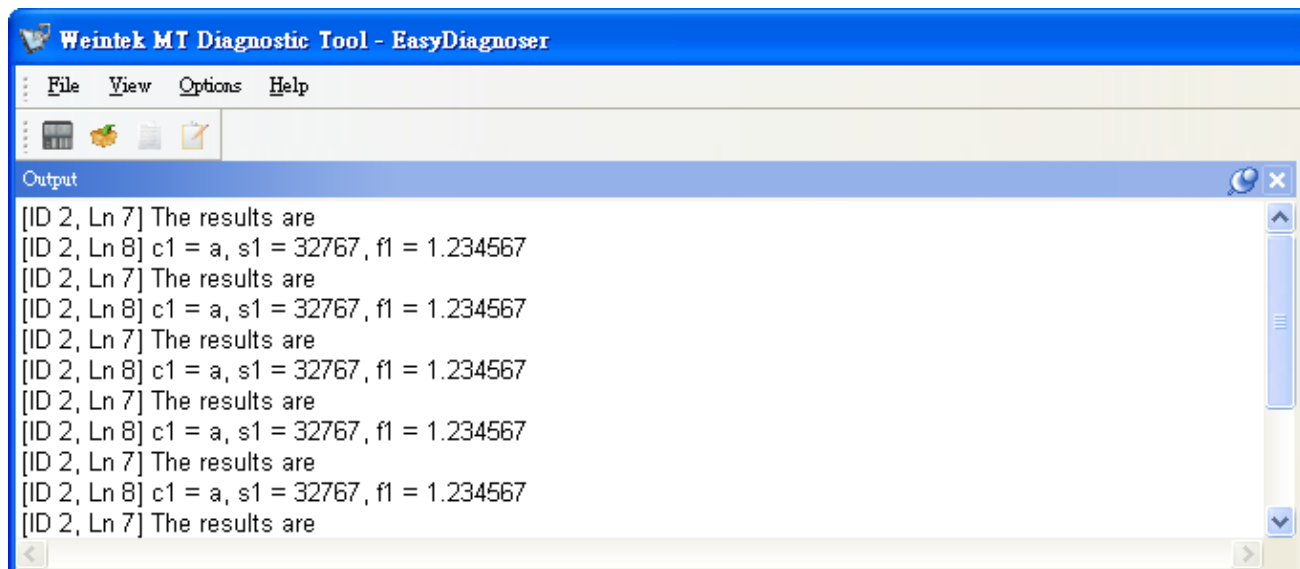 Weintek MT Diagnostic Tool - EasyDiagnoser
File View Options Help
Output
[ID 2, Ln 7] The results are
[ID 2, Ln 8] c1 = a, s1 = 32767, f1 = 1.234567
[ID 2, Ln 7] The results are
[ID 2, Ln 8] c1 = a, s1 = 32767, f1 = 1.234567
[ID 2, Ln 7] The results are
[ID 2, Ln 8] c1 = a, s1 = 32767, f1 = 1.234567
[ID 2, Ln 7] The results are
[ID 2, Ln 8] c1 = a, s1 = 32767, f1 = 1.234567
[ID 2, Ln 7] The results are
[ID 2, Ln 8] c1 = a, s1 = 32767, f1 = 1.234567
[ID 2, Ln 7] The results are